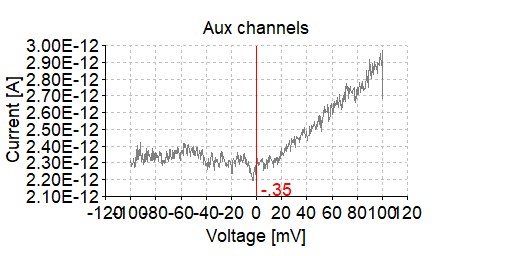 Aux channels
3.00E-12
2.90E-12
2.80E-12
2.70E-12
2.60E-12
2.50E-12
2.40E-12
2.30E-12
2.20E-12
2.10E-12
Current [A]
-.35
-120 -100 -80 -60 -40 -20 0 20 40 60 80 100 120
Voltage [mV]